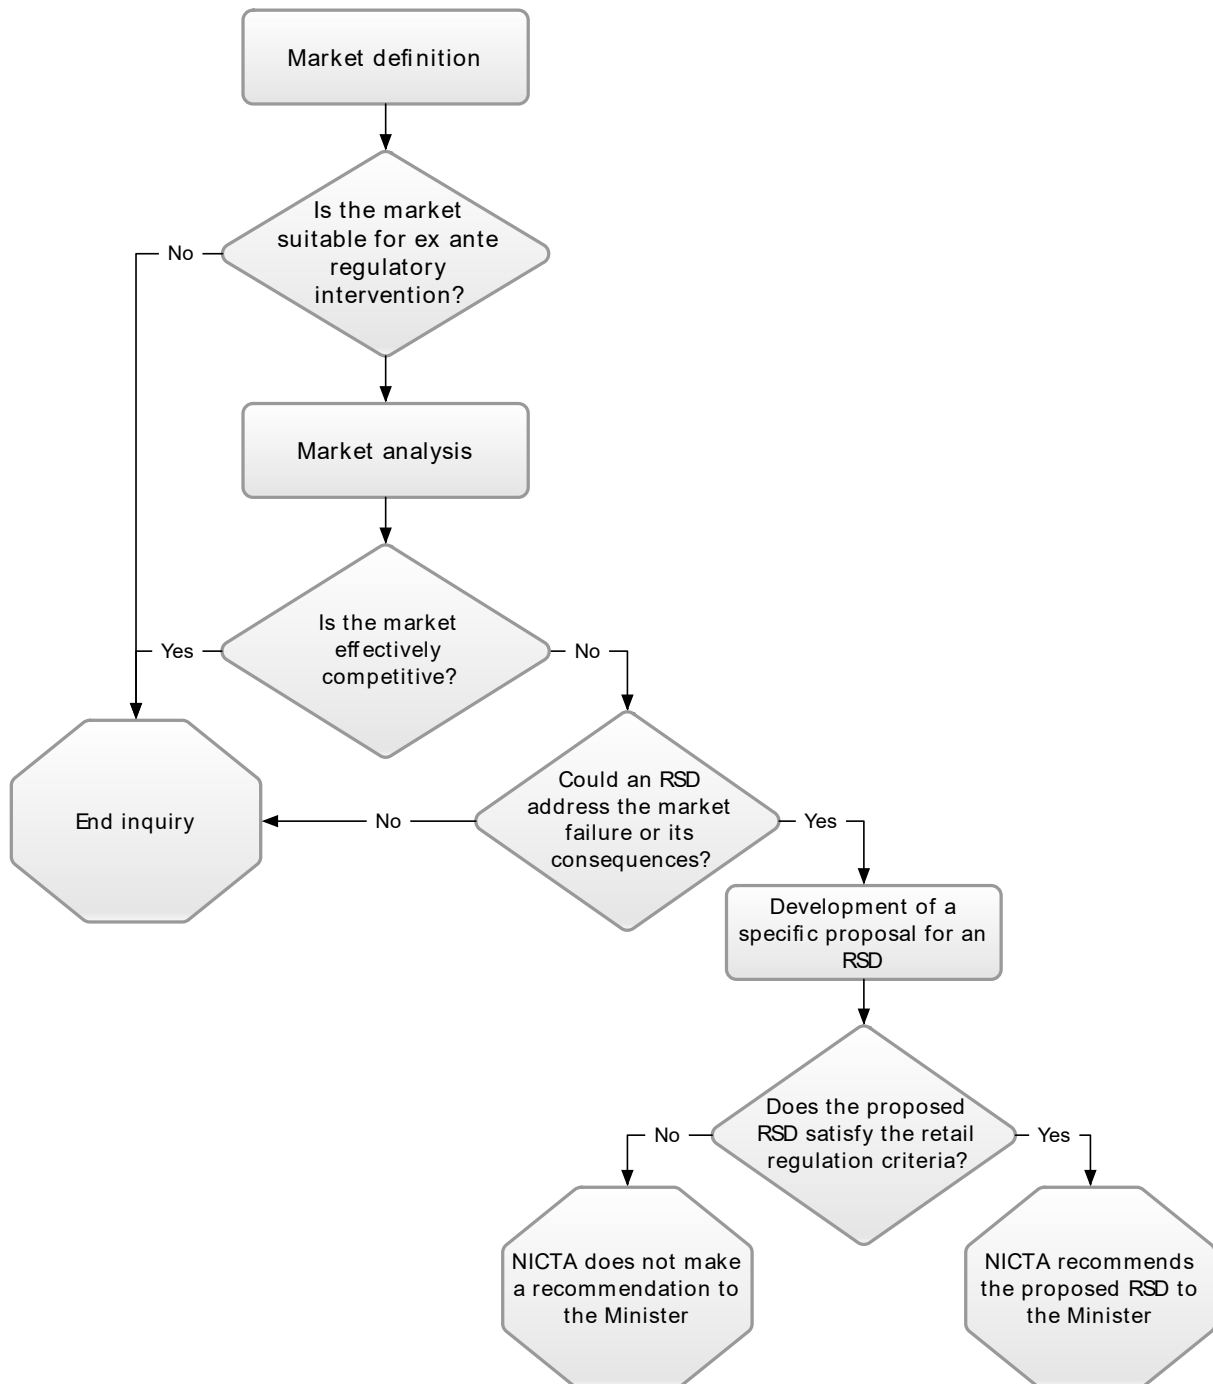 Market definition
Is the market
suitable for ex ante
regulatory
intervention?
No
Market analysis
Is the market
effectively
competitive?
Yes
No
Could an RSD
address the market
failure or its
consequences?
End inquiry
No
Yes
Development of a
specific proposal for an
RSD
Does the proposed
RSD satisfy the retail
regulation criteria?
No
Yes
NICTA does not make
a recommendation to
the Minister
NICTA recommends
the proposed RSD to
the Minister